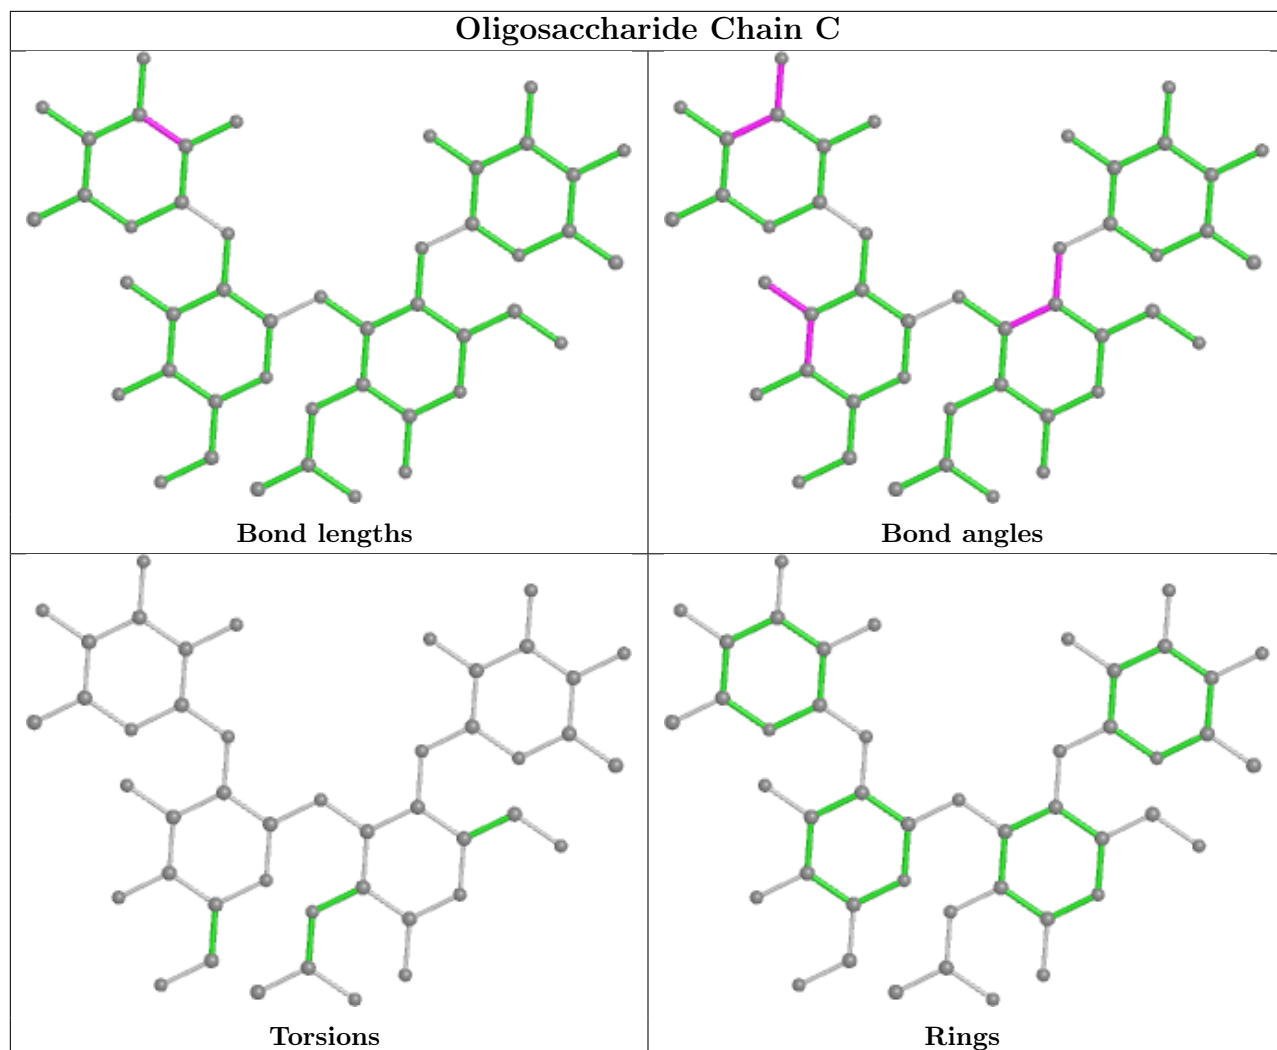 Oligosaccharide Chain C
Bond lengths
Bond angles
Torsions
Rings